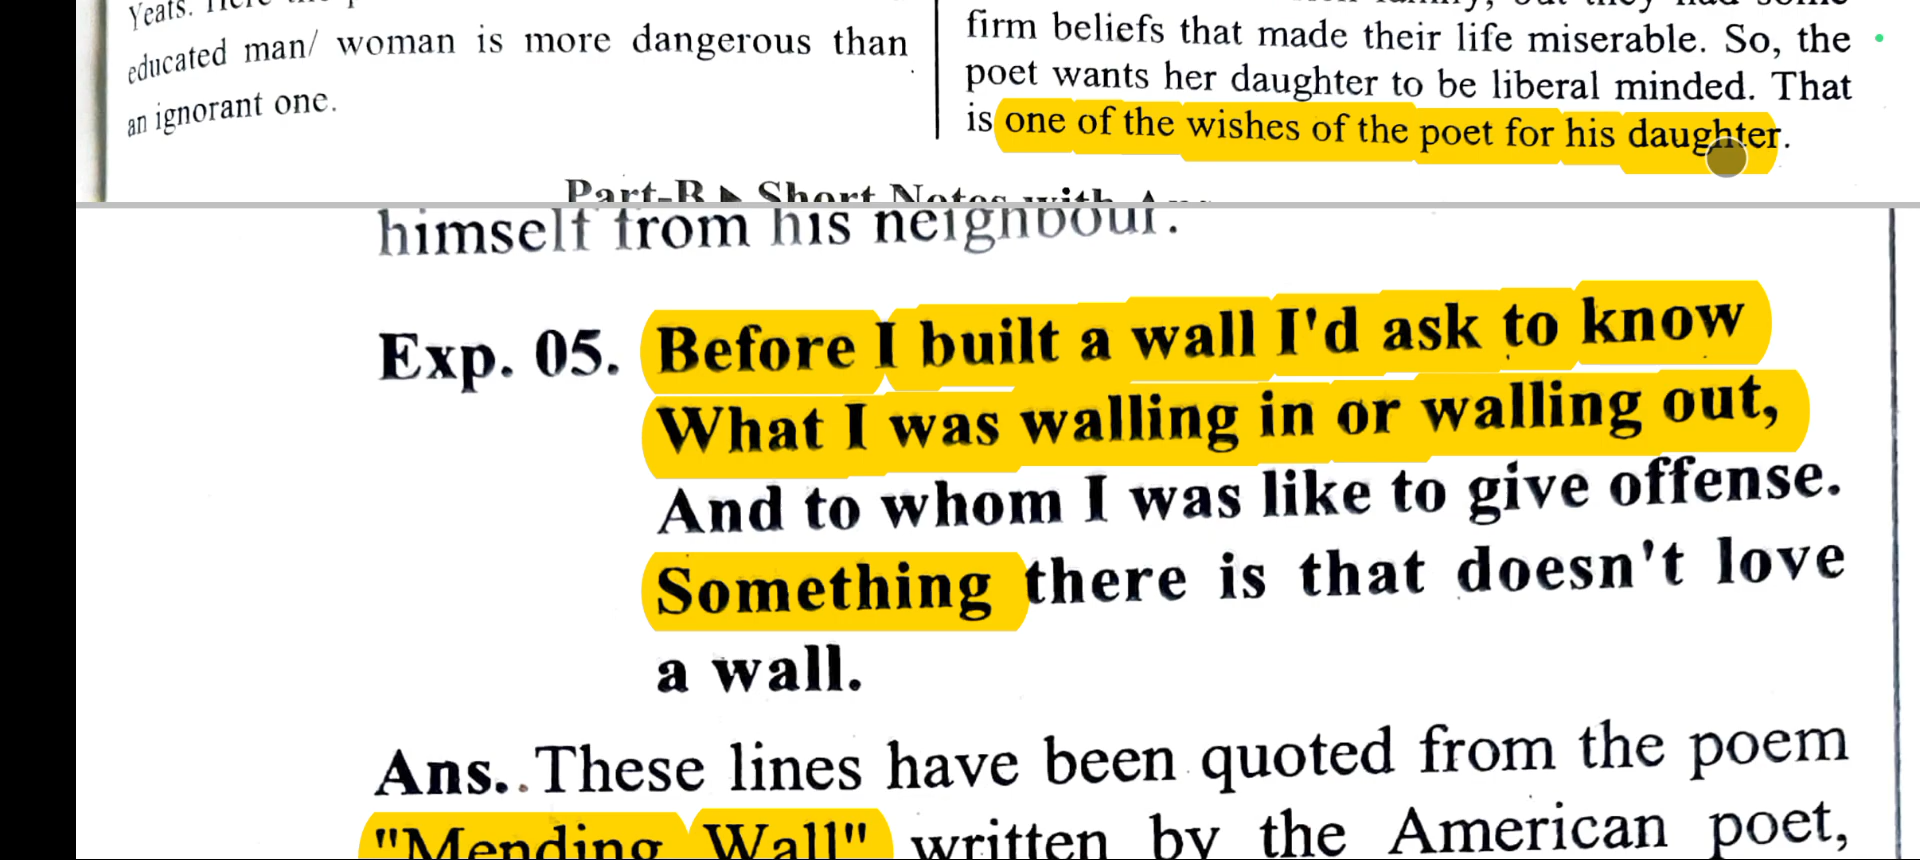 Yeats.
educated man/ woman is more dangerous than
an ignorant one.
firm beliefs that made their life miserable. So, the
poet wants her daughter to be liberal minded. That
is one of the wishes of the poet for his daughter.
Part-B ▶ Short Notes with
himself from his neighbour.
Exp. 05. Before I built a wall I'd ask to know
What I was walling in or walling out,
And to whom I was like to give offense.
Something there is that doesn't love
a wall.
Ans.. These lines have been quoted from the poem
"Mending Wall" written by the American poet,